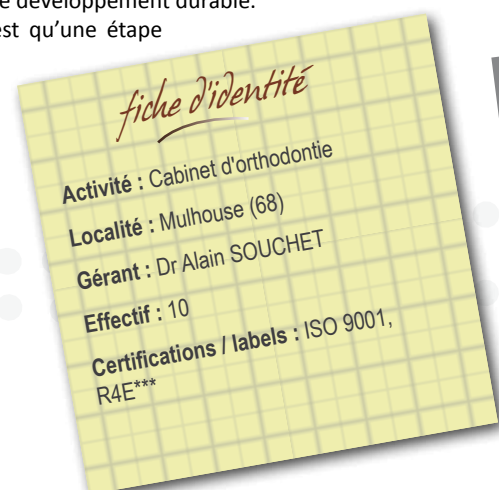 e développement durable.
est qu'une étape
fiche d'identité
Activité : Cabinet d'orthodontie
Localité : Mulhouse (68)
Gérant : Dr Alain SOUCHET
Effectif : 10
Certifications / labels : ISO 9001,
R4E***